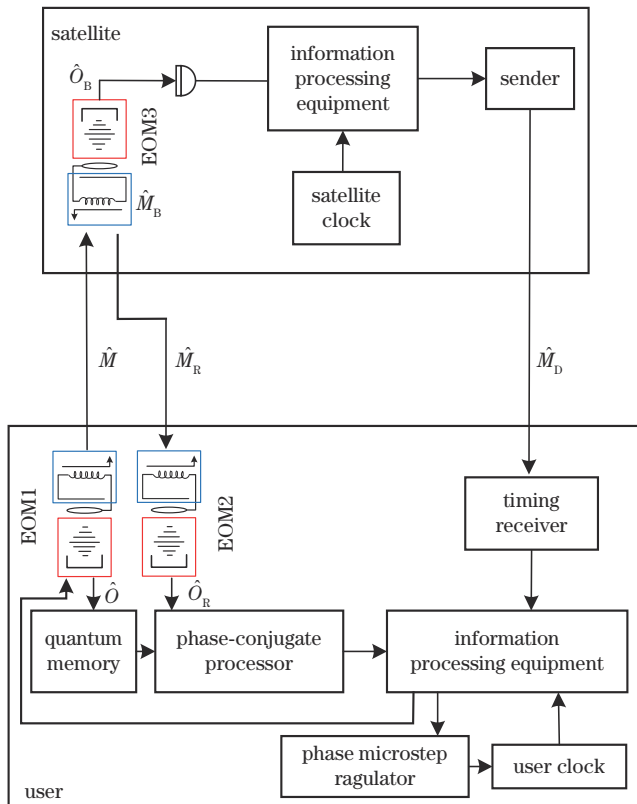 satellite
Ô_B
EOM3
M̂_B
information
processing
equipment
sender
satellite
clock
M̂
M̂_R
M̂_D
EOM1
EOM2
timing
receiver
Ô
Ô_R
quantum
memory
phase-conjugate
processor
information
processing equipment
phase microstep
ragulator
user clock
user